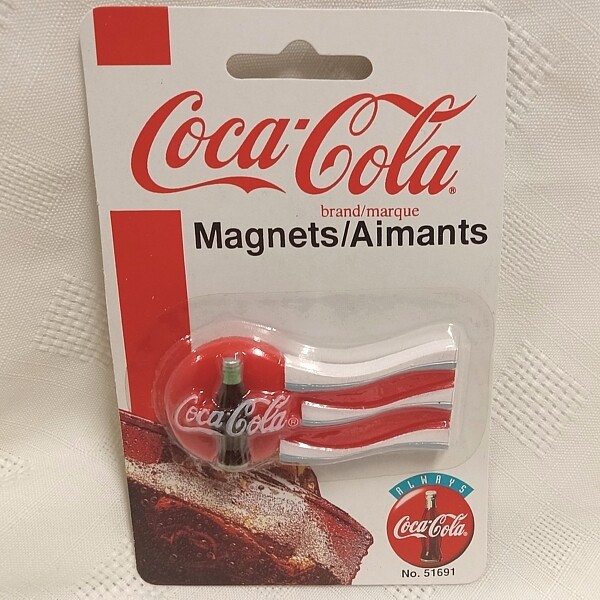 Coca-Cola®
brand/marque
Magnets/Aimants
Coca-Cola®
ALWAYS
Coca-Cola
No. 51691